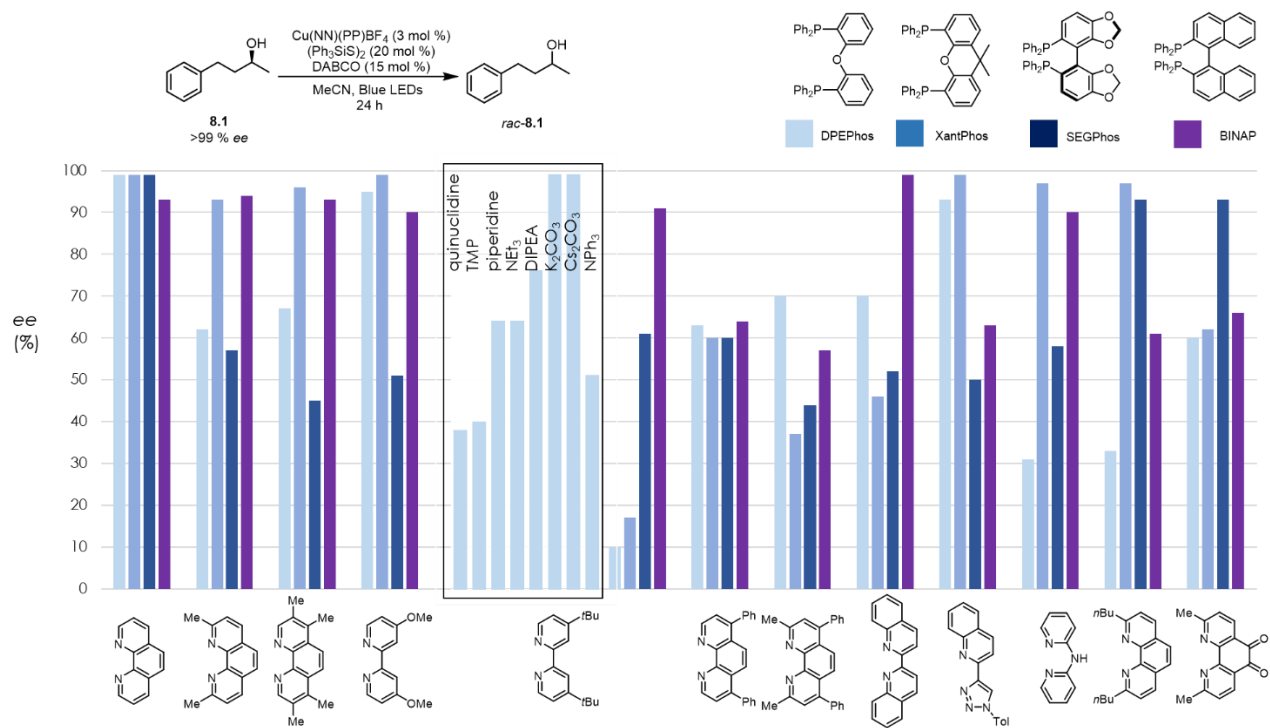 OH
8.1
>99 % ee
Cu(NN)(PP)BF4 (3 mol %)
(Ph3SiS)2 (20 mol %)
DABCO (15 mol %)
MeCN, Blue LEDs
24 h
OH
rac-8.1
Ph2P
O
Ph2P
Ph2P
O
Ph2P
O
O
Ph2P
Ph2P
O
O
Ph2P
Ph2P
DPEPhos
XantPhos
SEGPhos
BINAP
ee
(%)
100
90
80
70
60
50
40
30
20
10
0
quinuclidine
TMP
piperidine
NEt3
DIPEA
K2CO3
Cs2CO3
NPh3
N
N
Me
N
N
Me
Me
Me
N
N
Me
Me
OMe
N
N
OMe
tBu
N
N
tBu
Ph
N
N
Ph
Me
Ph
N
N
Me
Ph
N
N
N
N
N=N
Tol
N
NH
N
nBu
N
N
nBu
Me
N
O
N
O
Me